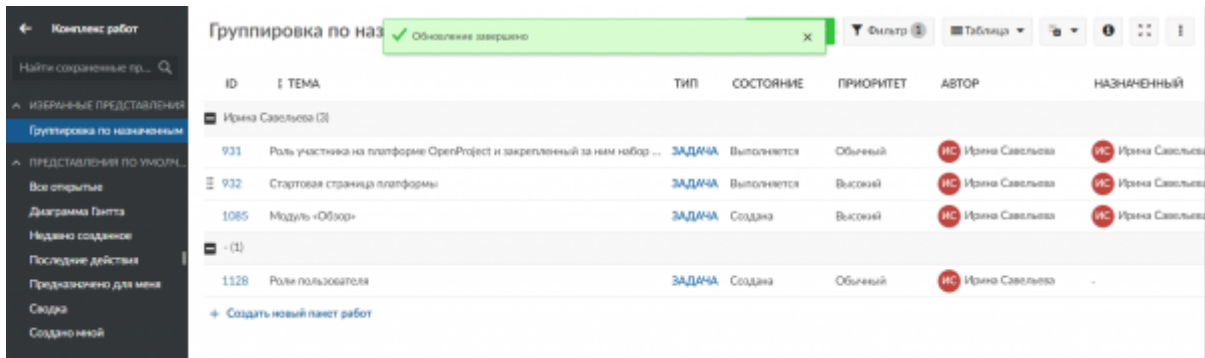 Комплекс работ
Найти сохраненные пр...
ИЗБРАННЫЕ ПРЕДСТАВЛЕНИЯ
Группировка по назначенным
ПРЕДСТАВЛЕНИЯ ПО УМОЛЧ...
Все открытые
Диаграмма Гантта
Недавно созданное
Последние действия
Предназначено для меня
Сводка
Создано мной
Группировка по наз
Обновление завершено
Фильтр 1
Таблица
ID ТЕМА ТИП СОСТОЯНИЕ ПРИОРИТЕТ АВТОР НАЗНАЧЕННЫЙ
Ирина Савельева (3)
931 Роль участника на платформе OpenProject и закрепленный за ним набор ... ЗАДАЧА Выполняется Обычный ИС Ирина Савельева ИС Ирина Савельева
932 Стартовая страница платформы ЗАДАЧА Выполняется Высокий ИС Ирина Савельева ИС Ирина Савельева
1085 Модуль «Обзор» ЗАДАЧА Создана Высокий ИС Ирина Савельева ИС Ирина Савельева
- (1)
1128 Роли пользователя ЗАДАЧА Создана Обычный ИС Ирина Савельева -
+ Создать новый пакет работ